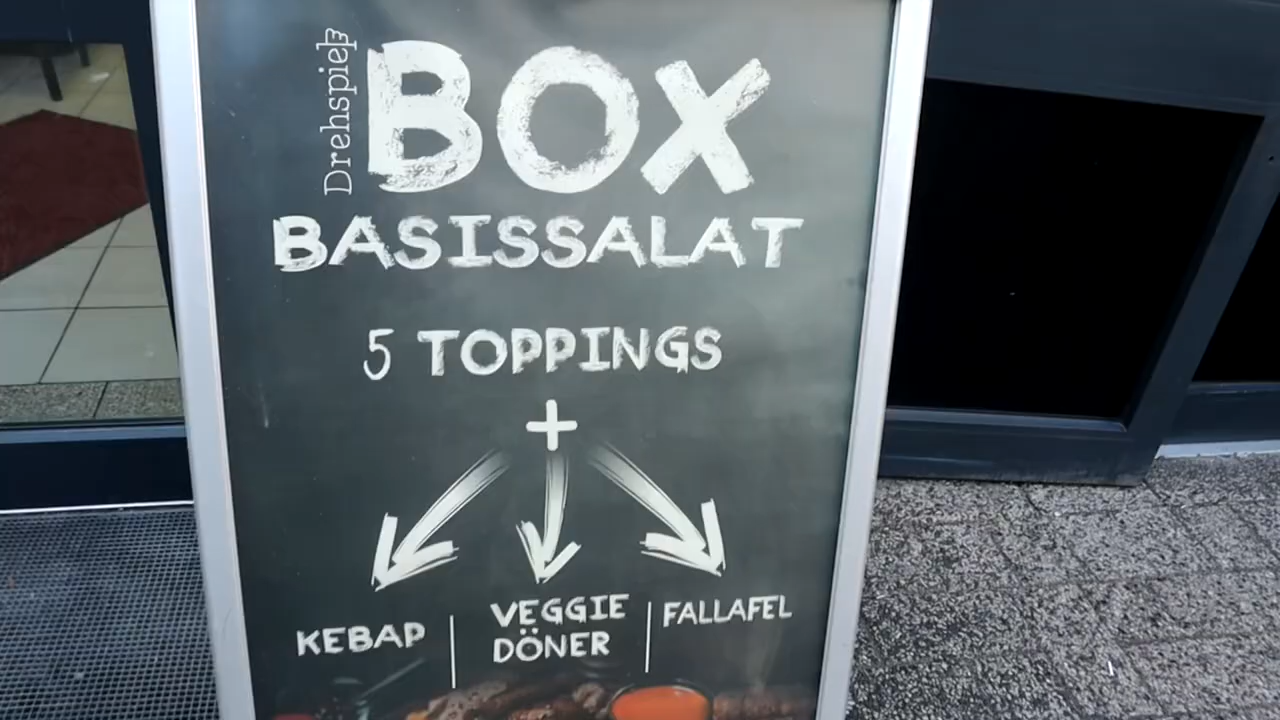 Drehspieß
BOX
BASISSALAT
5 TOPPINGS
+
KEBAP
VEGGIE
DÖNER
FALLAFEL